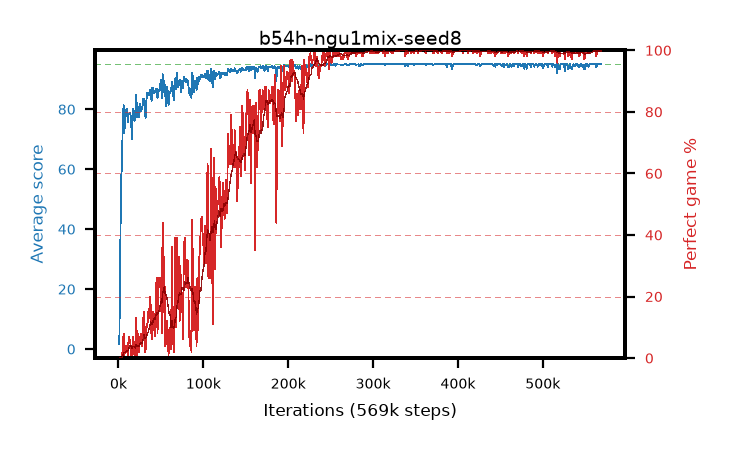 b54h-ngu1mix-seed8
Average score
80
60
40
20
0
100
80
60
40
20
0
Perfect game %
0k
100k
200k
300k
400k
500k
Iterations (569k steps)